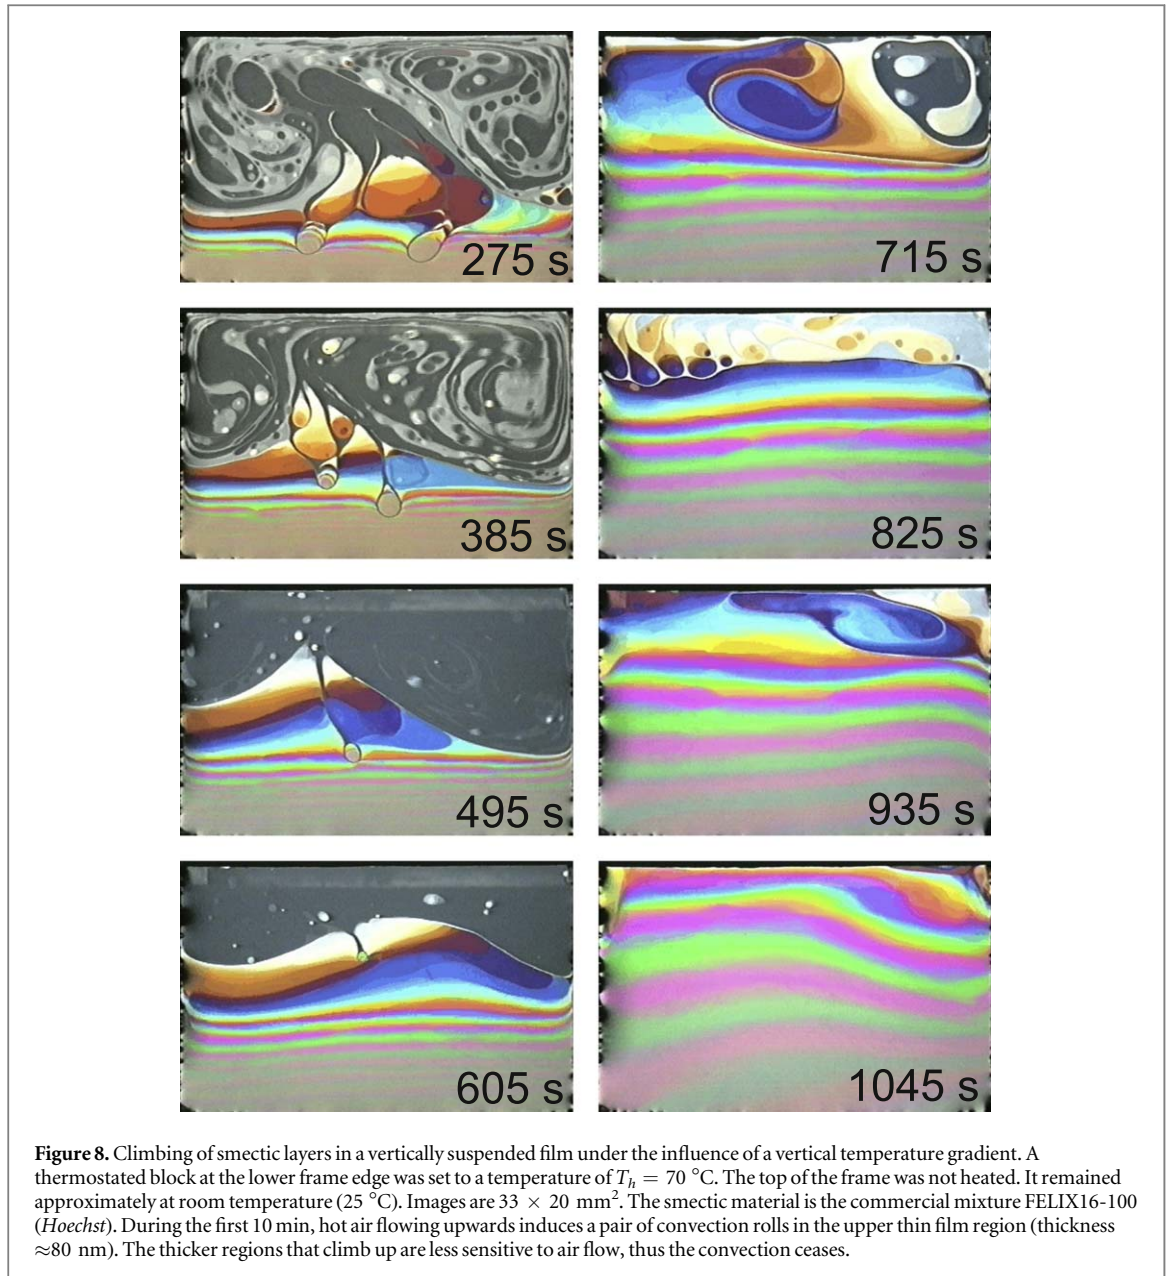 275 s
715 s
385 s
825 s
495 s
935 s
605 s
1045 s
Figure 8. Climbing of smectic layers in a vertically suspended film under the influence of a vertical temperature gradient. A
thermostated block at the lower frame edge was set to a temperature of Tₕ = 70 °C. The top of the frame was not heated. It remained
approximately at room temperature (25 °C). Images are 33 × 20 mm². The smectic material is the commercial mixture FELIX16-100
(Hoechst). During the first 10 min, hot air flowing upwards induces a pair of convection rolls in the upper thin film region (thickness
≈80 nm). The thicker regions that climb up are less sensitive to air flow, thus the convection ceases.